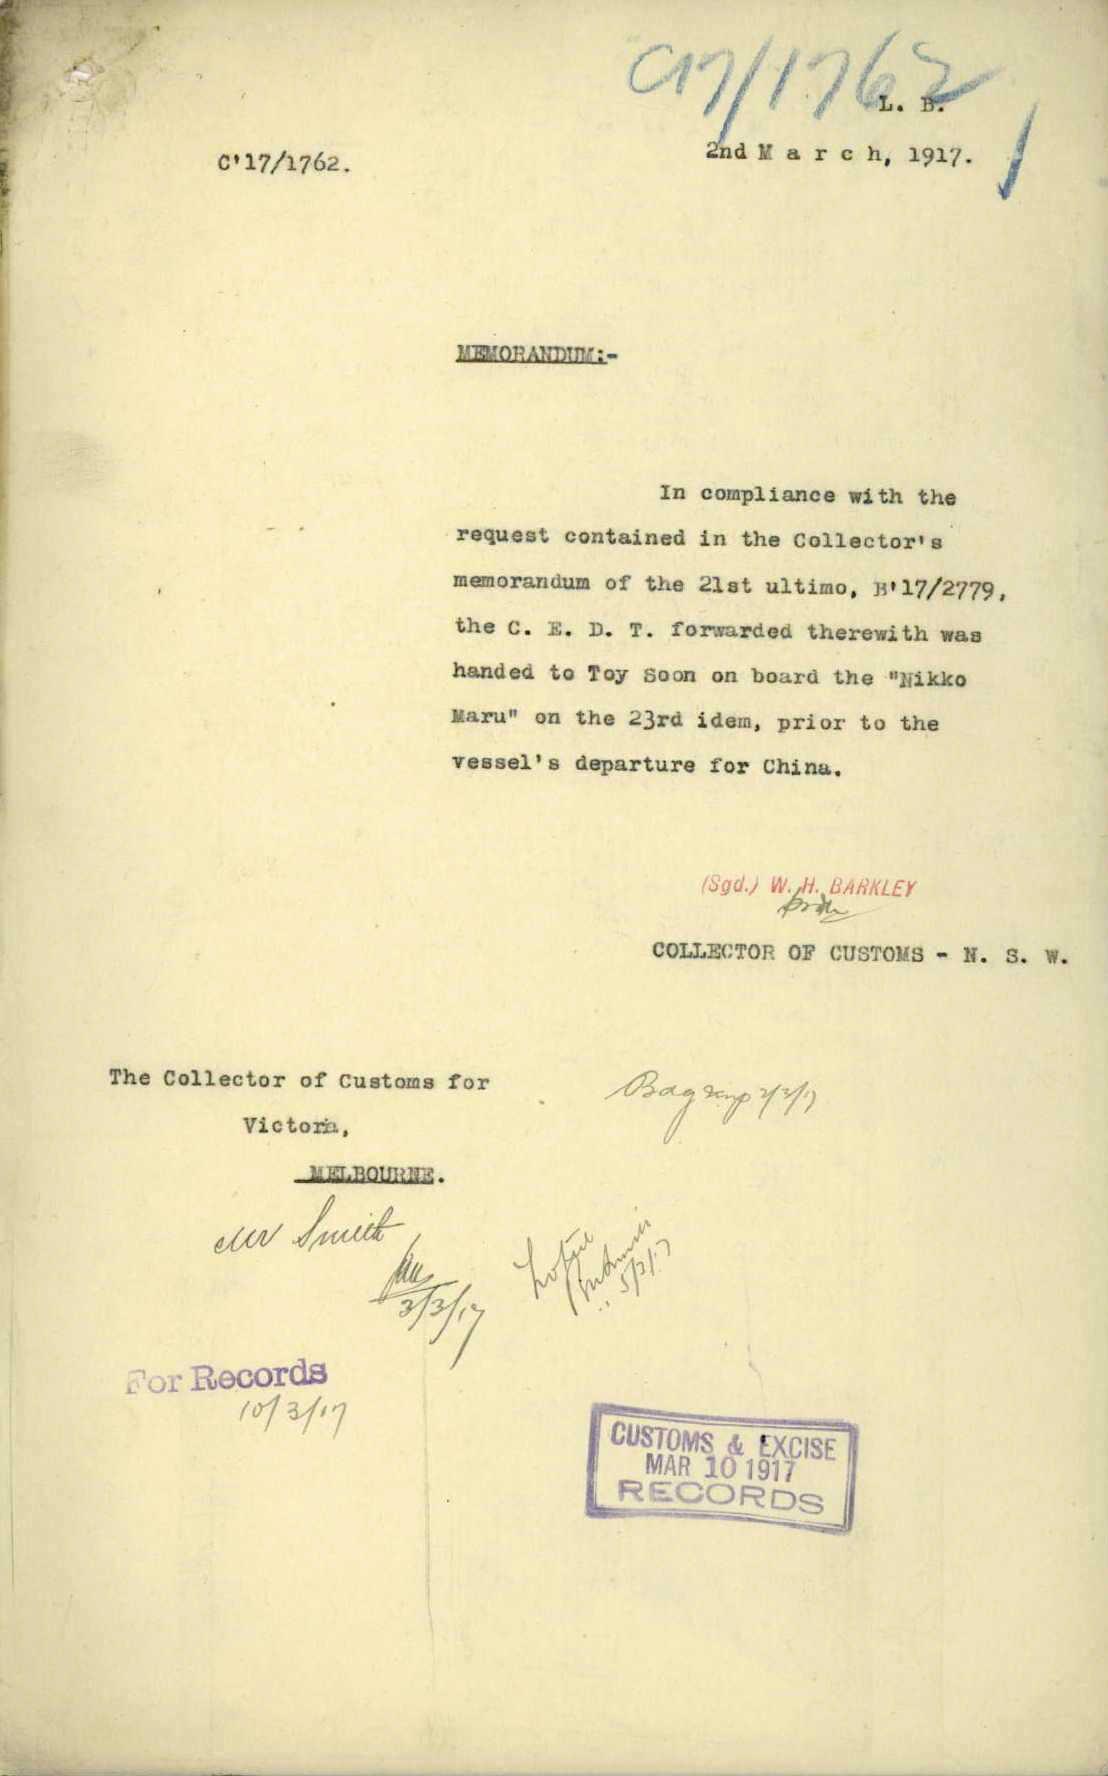 C17/1762
L. B.
C'17/1762.
2nd M a r c h, 1917.
MEMORANDUM:-
In compliance with the
request contained in the Collector's
memorandum of the 21st ultimo, B'17/2779,
the C. E. D. T. forwarded therewith was
handed to Toy Soon on board the "Nikko
Maru" on the 23rd idem, prior to the
vessel's departure for China.
(Sgd.) W. H. BARKLEY
COLLECTOR OF CUSTOMS - N. S. W.
The Collector of Customs for
Victoria,
MELBOURNE.
Mr Smith
3/3/17
5/3/17
For Records
10/3/17
CUSTOMS & EXCISE
MAR 10 1917
RECORDS